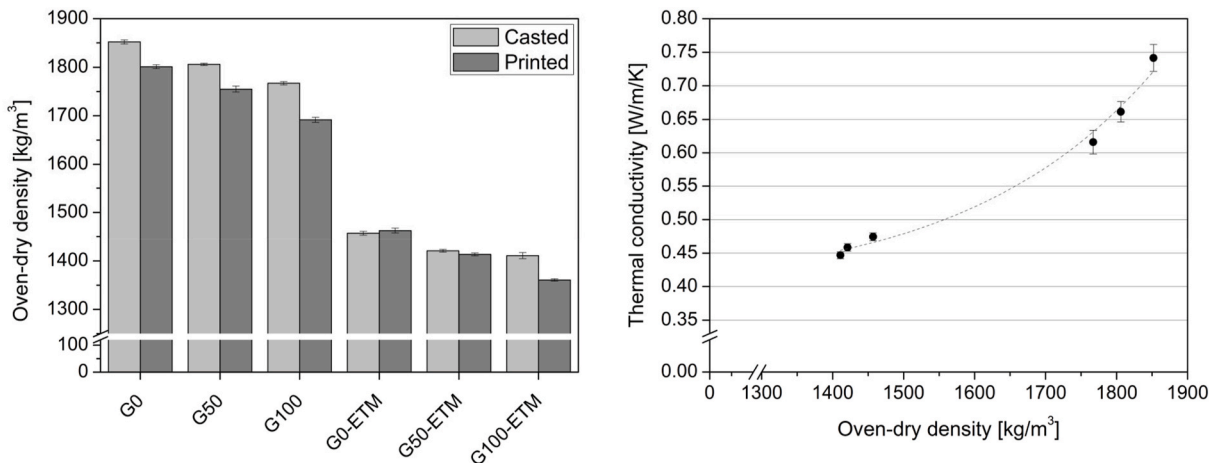 1900
1800
1700
1600
1500
1400
1300
100
0
Oven-dry density [kg/m³]
Casted
Printed
G0
G50
G100
G0-ETM
G50-ETM
G100-ETM
0.80
0.75
0.70
0.65
0.60
0.55
0.50
0.45
0.40
0.35
0.00
Thermal conductivity [W/m/K]
0
1300
1400
1500
1600
1700
1800
1900
Oven-dry density [kg/m³]